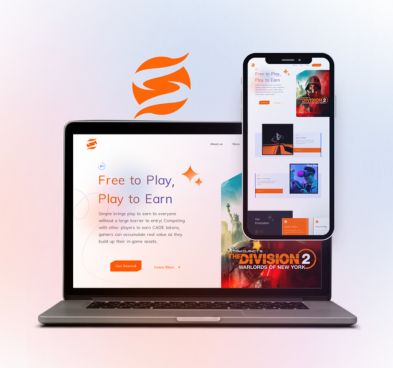 Free to Play,
Play to Earn
THE DIVISION 2
About us
Free to Play,
Play to Earn
Single brings play to earn to everyone
without a large barrier to entry! Competing
with other players to earn CADE tokens,
gamers can accumulate real value as they
build up their in game assets.
Get Started
TOM CLANCY'S
THE DIVISION 2
WARLORDS OF NEW YORK